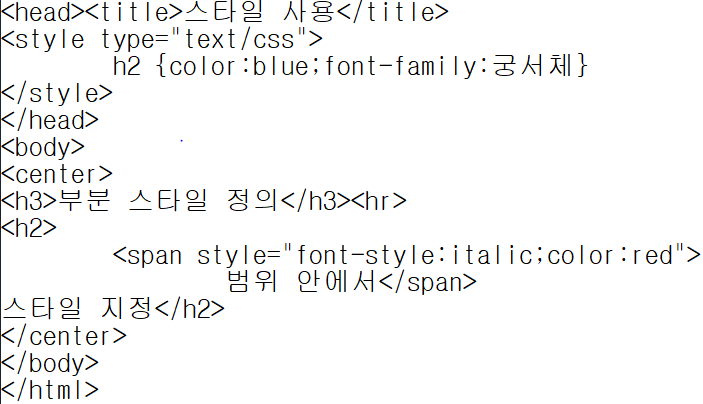 <head><title>스타일 사용</title>
<style type="text/css">
h2 {color:blue;font-family:궁서체}
</style>
</head>
<body>
<center>
<h3>부분 스타일 정의</h3><hr>
<h2>
<span style="font-style:italic;color:red">
범위 안에서</span>
스타일 지정</h2>
</center>
</body>
</html>